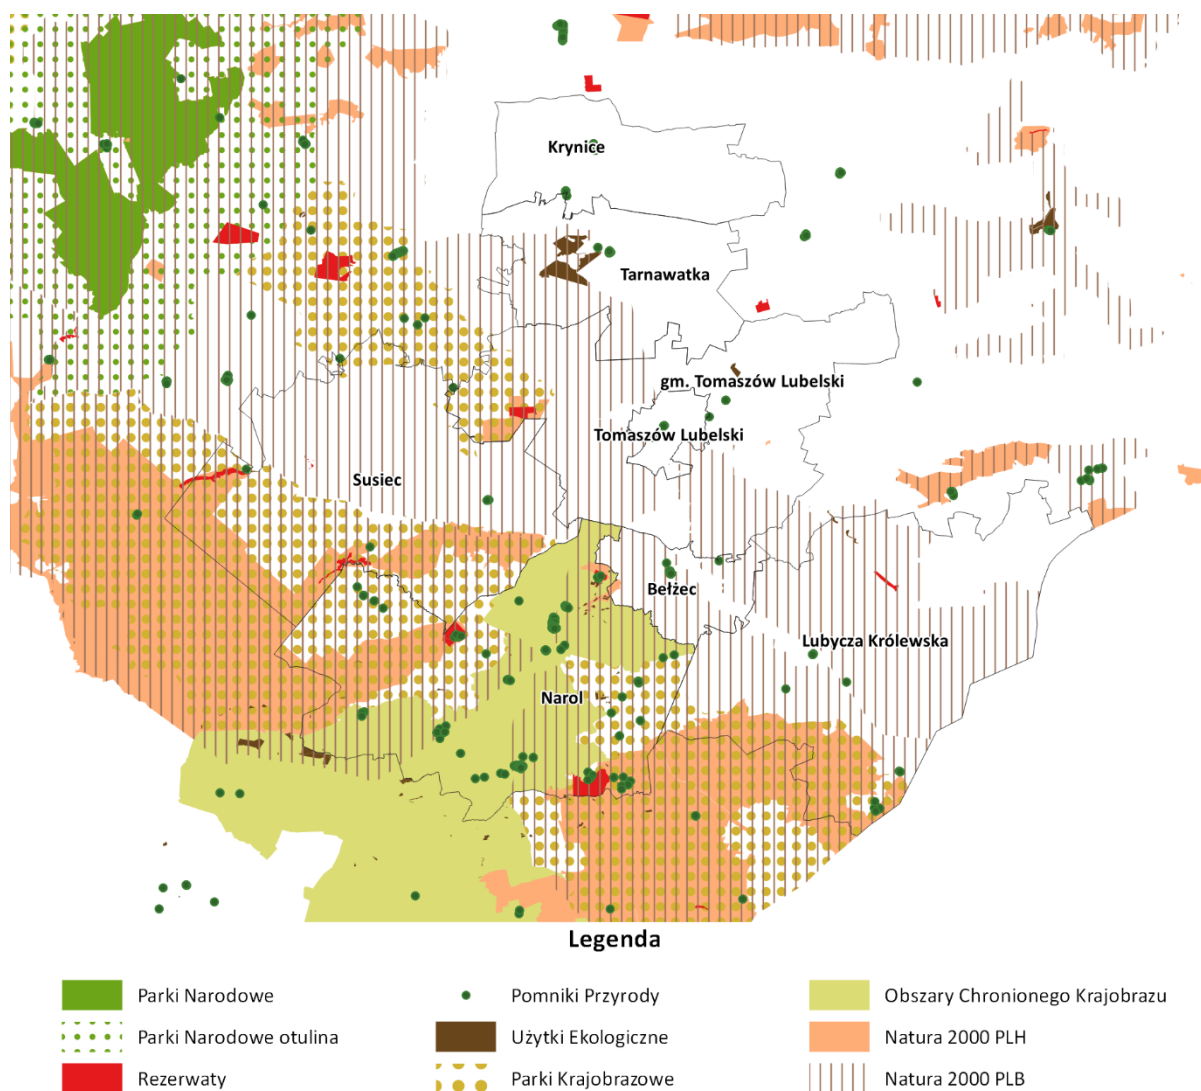 Krynice
Tarnawatka
gm. Tomaszów Lubelski
Tomaszów Lubelski
Susiec
Bełżec
Lubycza Królewska
Narol
Legenda
Parki Narodowe
Pomniki Przyrody
Obszary Chronionego Krajobrazu
Parki Narodowe otulina
Użytki Ekologiczne
Natura 2000 PLH
Rezerwaty
Parki Krajobrazowe
Natura 2000 PLB